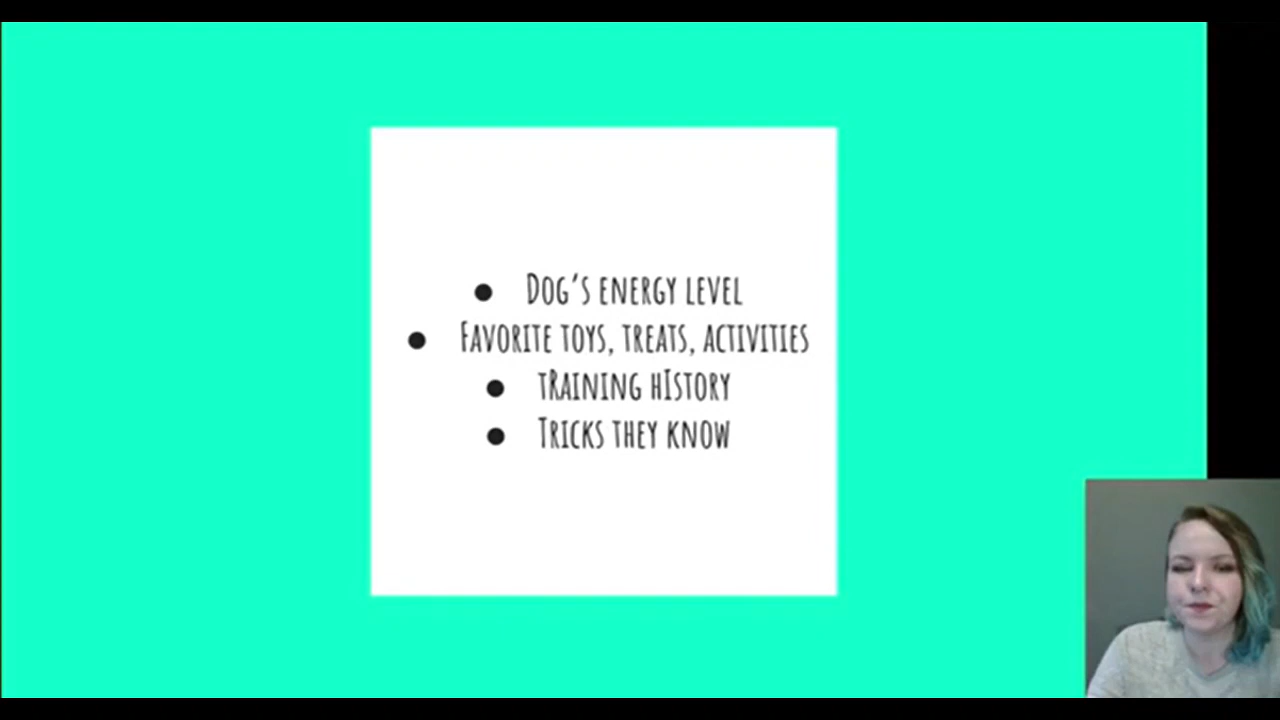 ● Dog's energy level
● Favorite toys, treats, activities
● tRaining hIstory
● Tricks they know